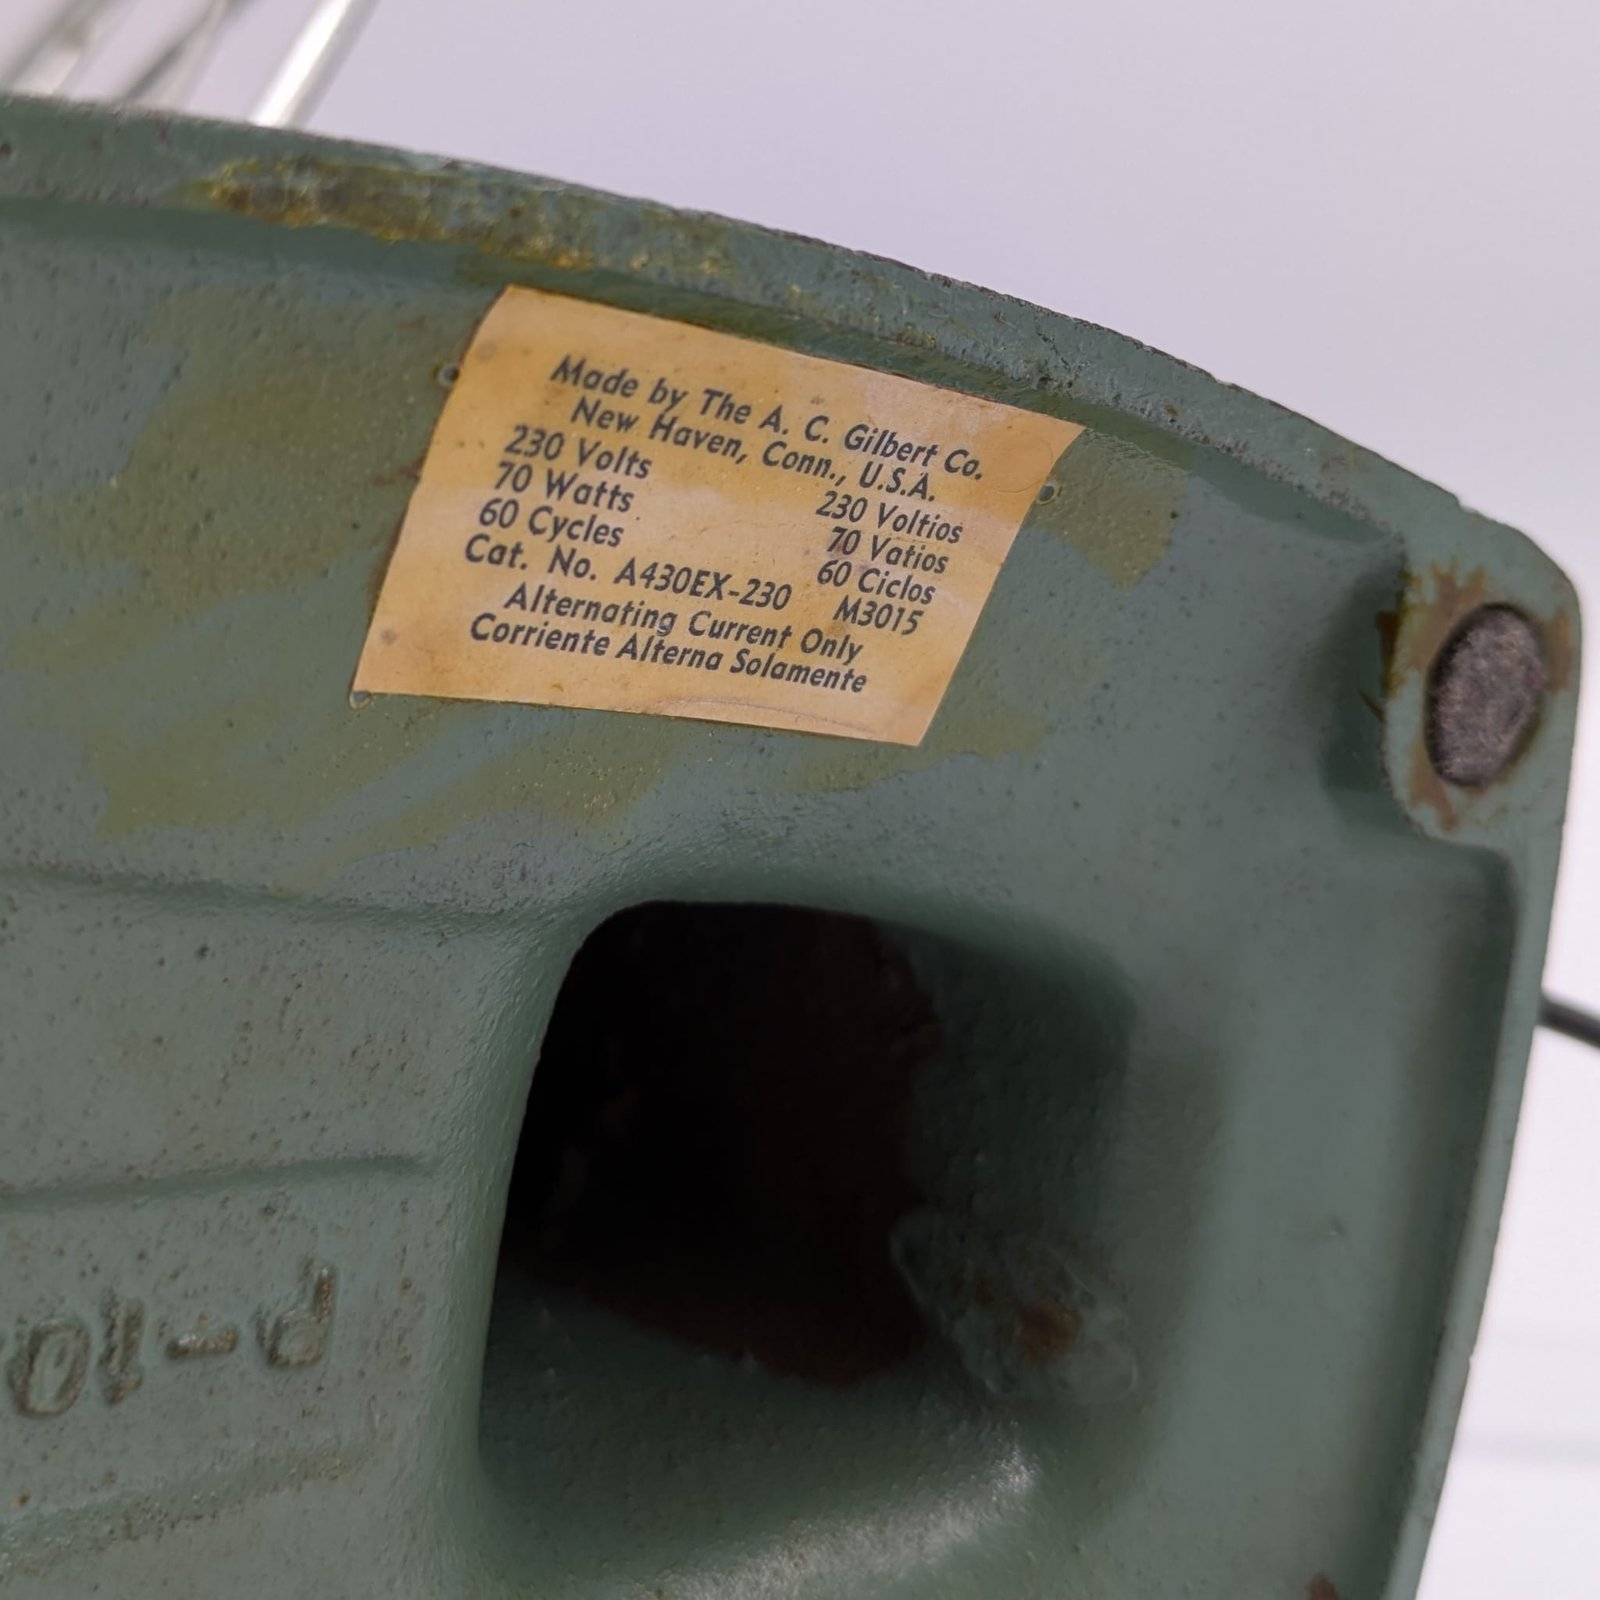 Made by The A. C. Gilbert Co.
New Haven, Conn., U.S.A.
230 Volts 230 Voltios
70 Watts 70 Vatios
60 Cycles 60 Ciclos
Cat. No. A430EX-230 M3015
Alternating Current Only
Corriente Alterna Solamente
P-10